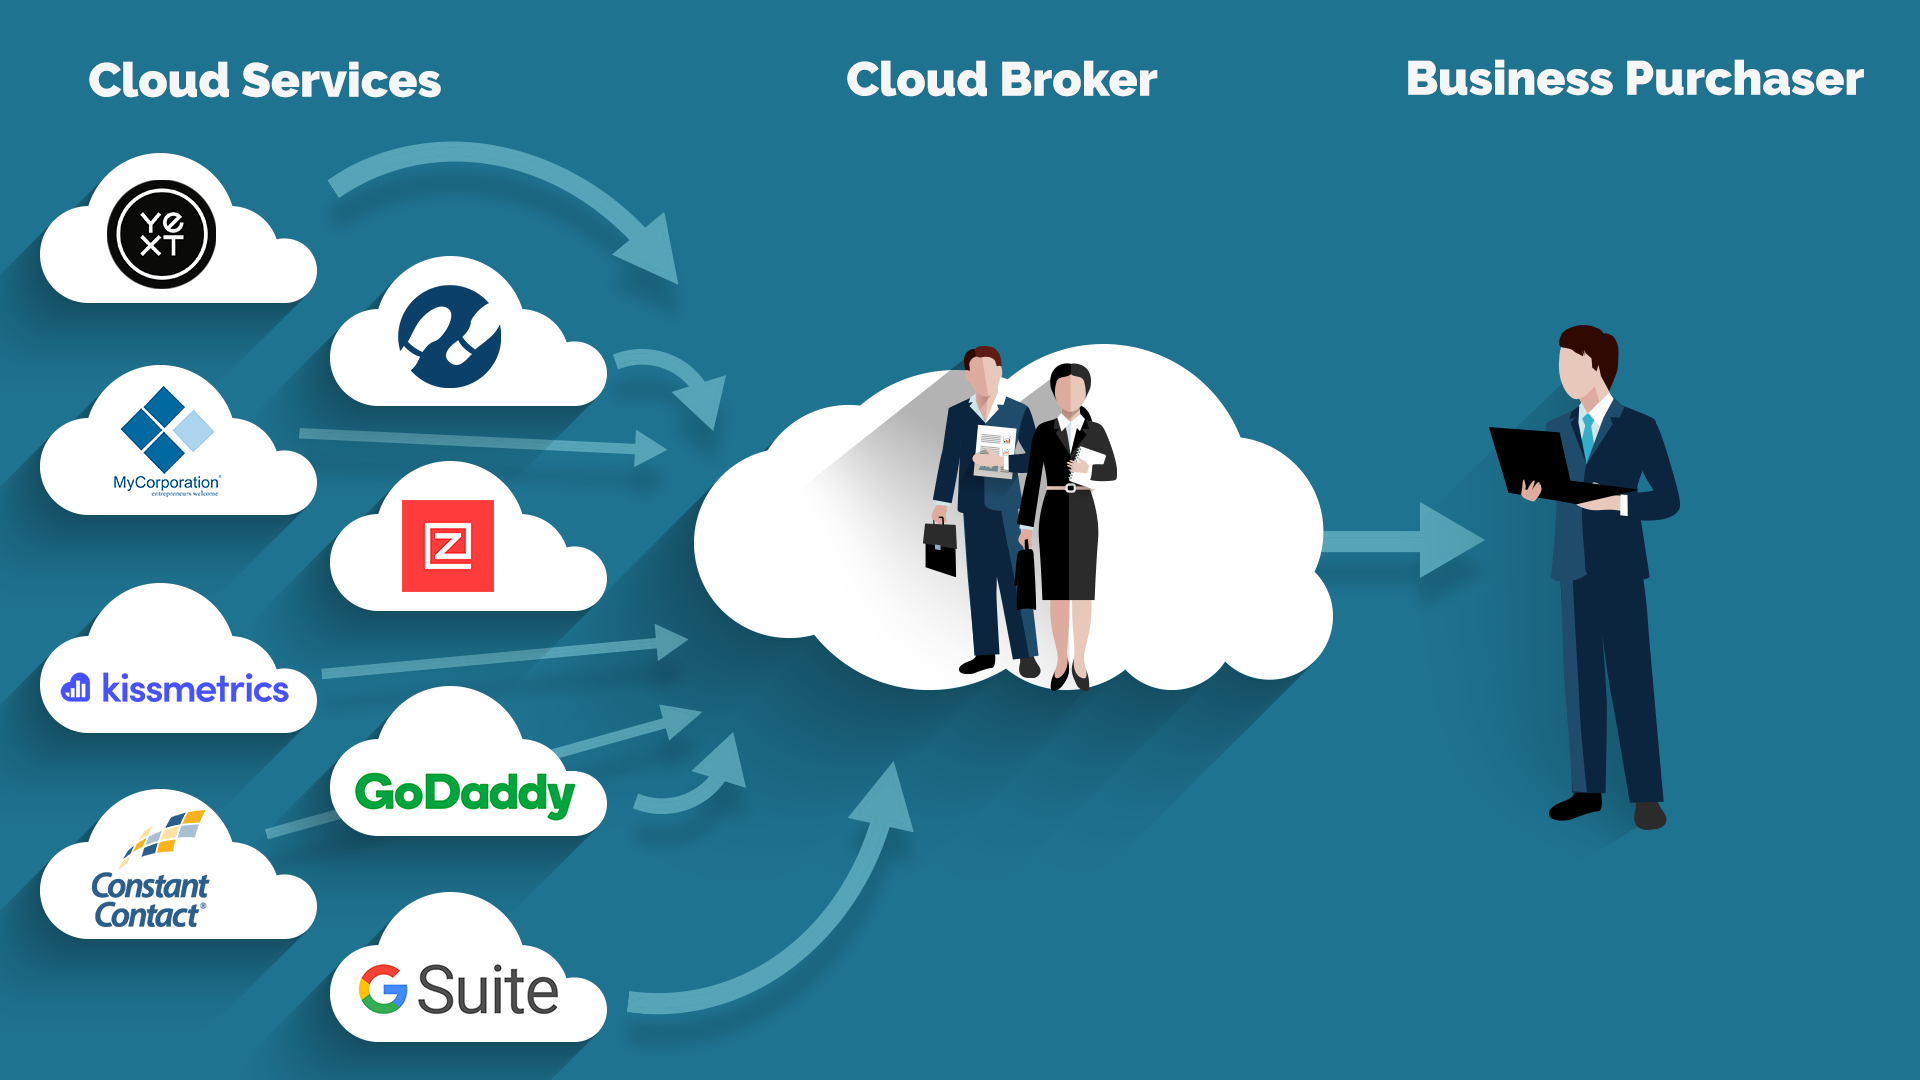 Cloud Services
Cloud Broker
Business Purchaser
Ye
XT
MyCorporation®
entrepreneurs welcome
Z
kissmetrics
GoDaddy
Constant
Contact®
G Suite